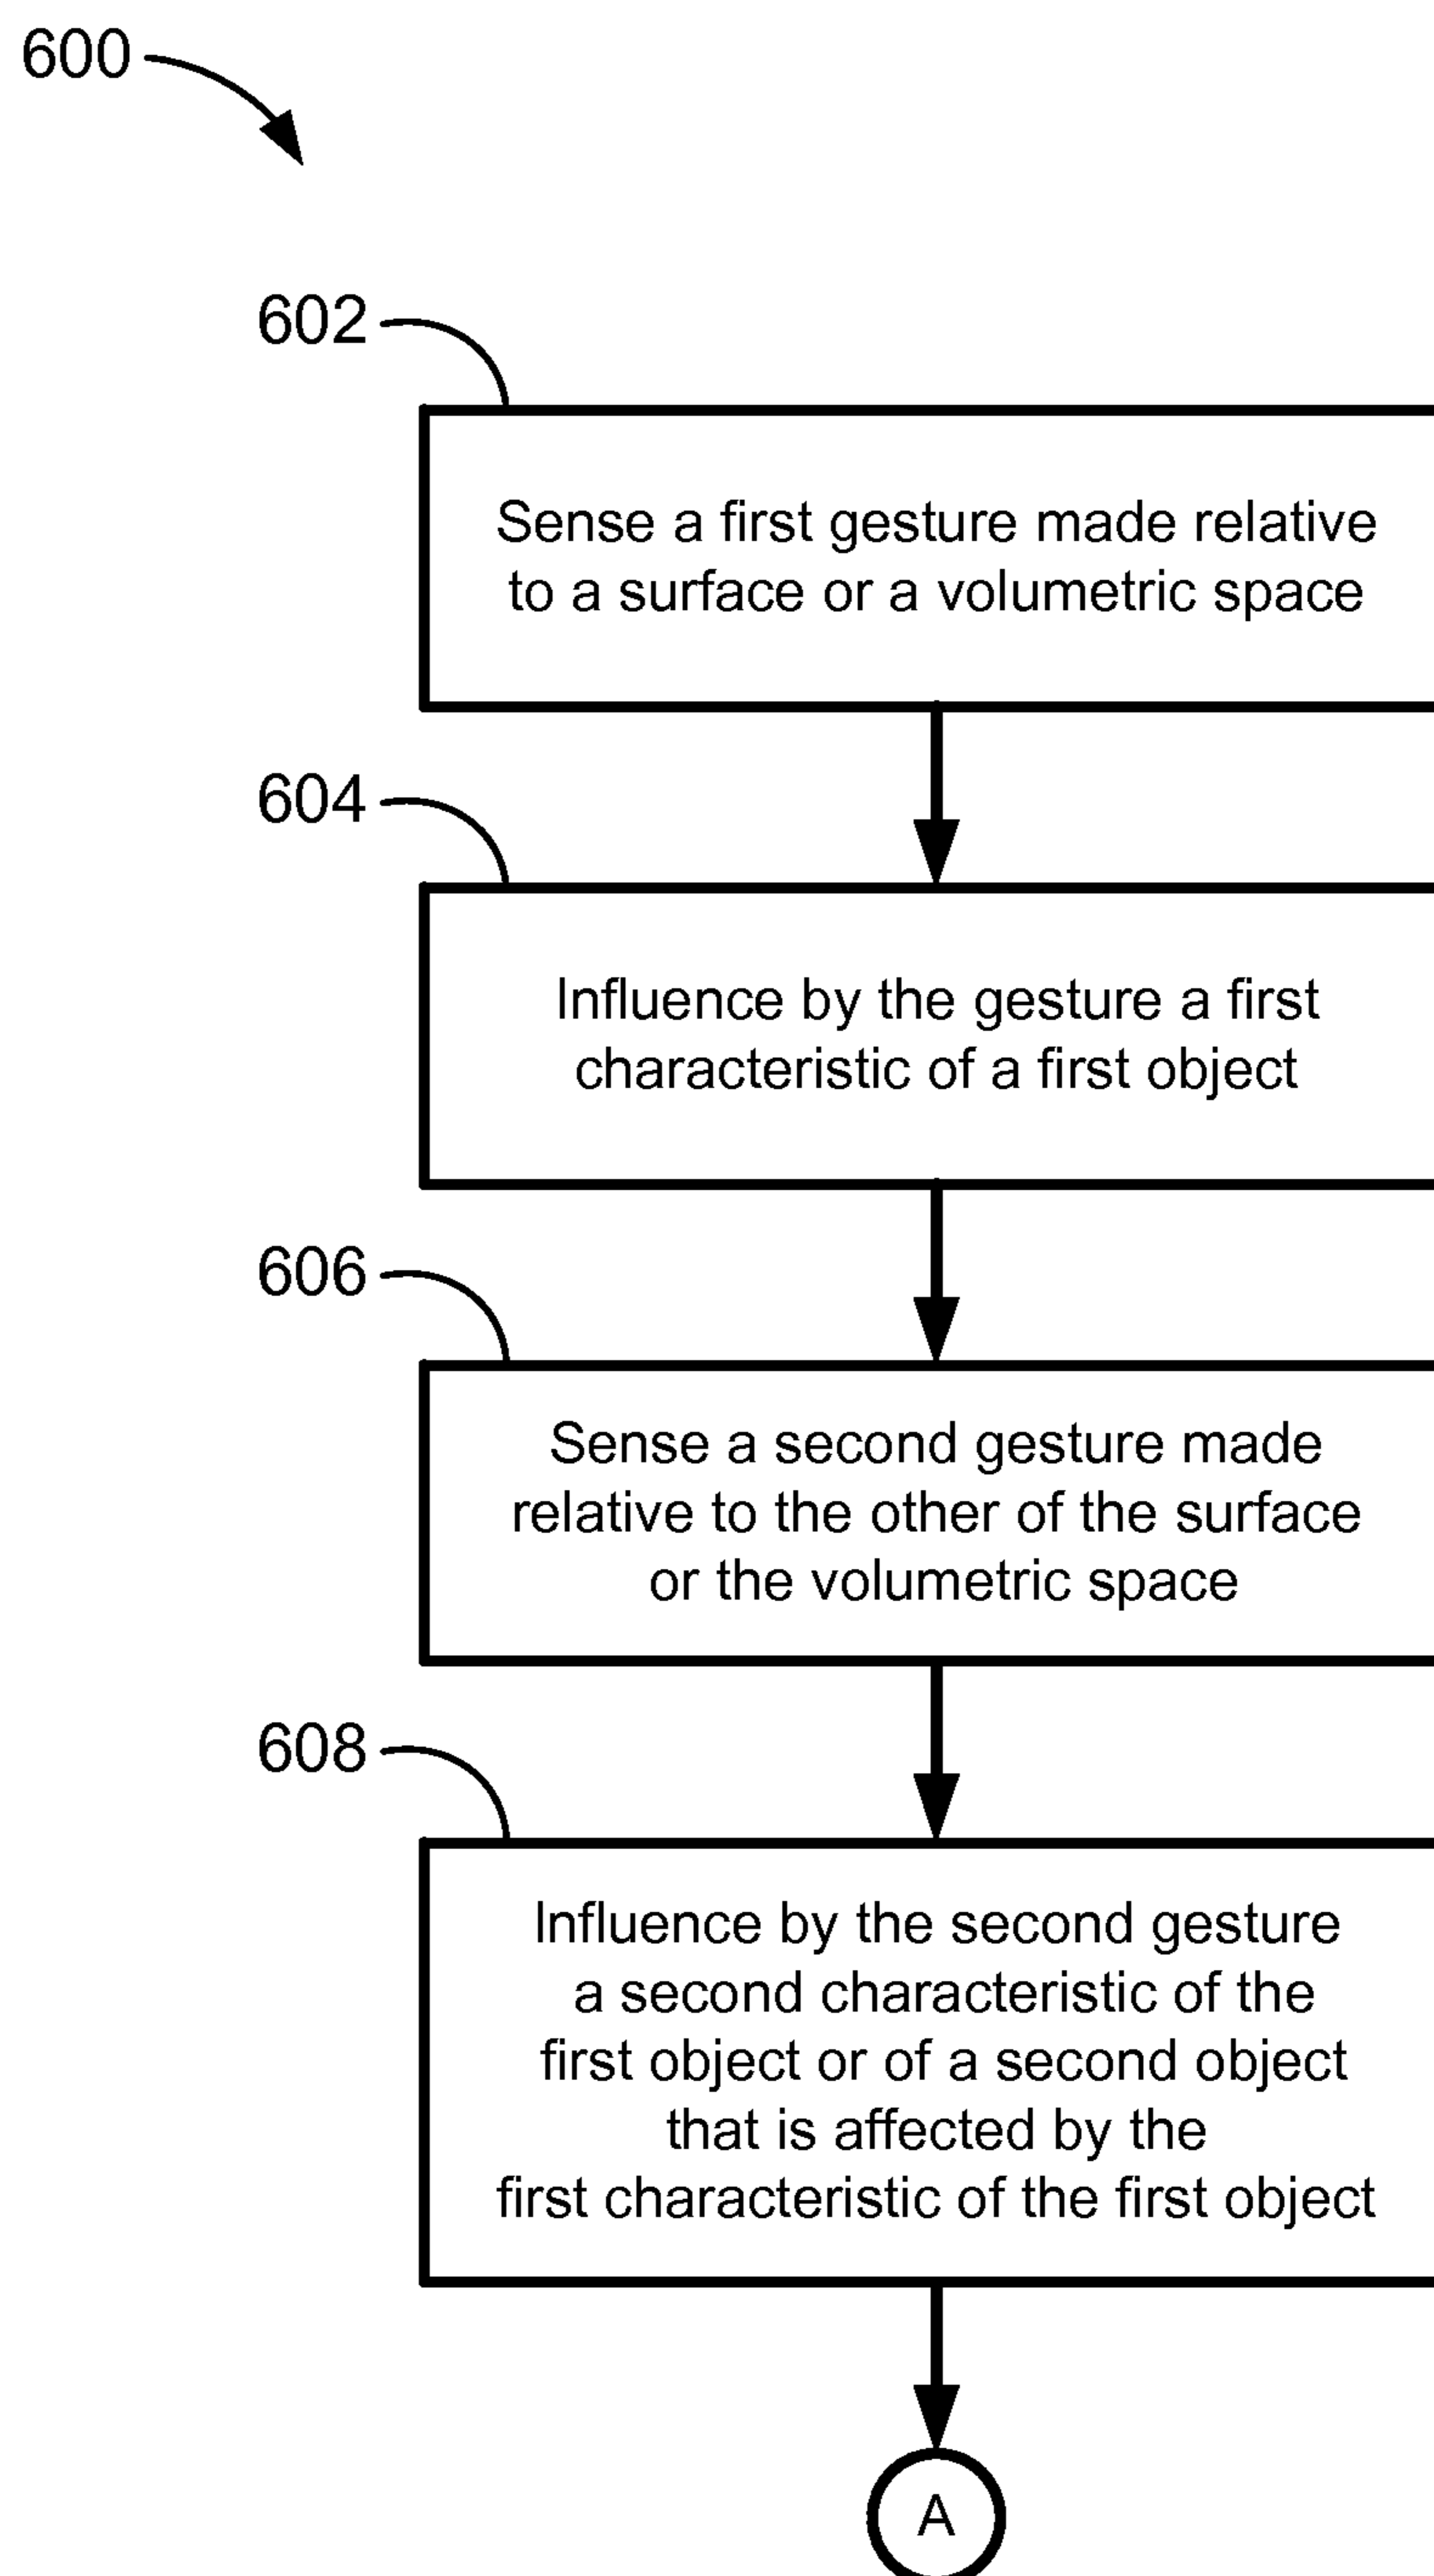 600
602
Sense a first gesture made relative
to a surface or a volumetric space
604
Influence by the gesture a first
characteristic of a first object
606
Sense a second gesture made
relative to the other of the surface
or the volumetric space
608
Influence by the second gesture
a second characteristic of the
first object or of a second object
that is affected by the
first characteristic of the first object
A